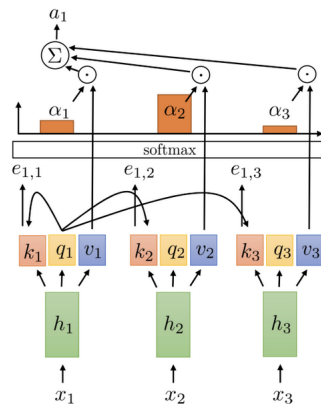 a₁
Σ
α₁ α₂ α₃
softmax
e₁,₁ e₁,₂ e₁,₃
k₁ q₁ v₁ k₂ q₂ v₂ k₃ q₃ v₃
h₁ h₂ h₃
x₁ x₂ x₃